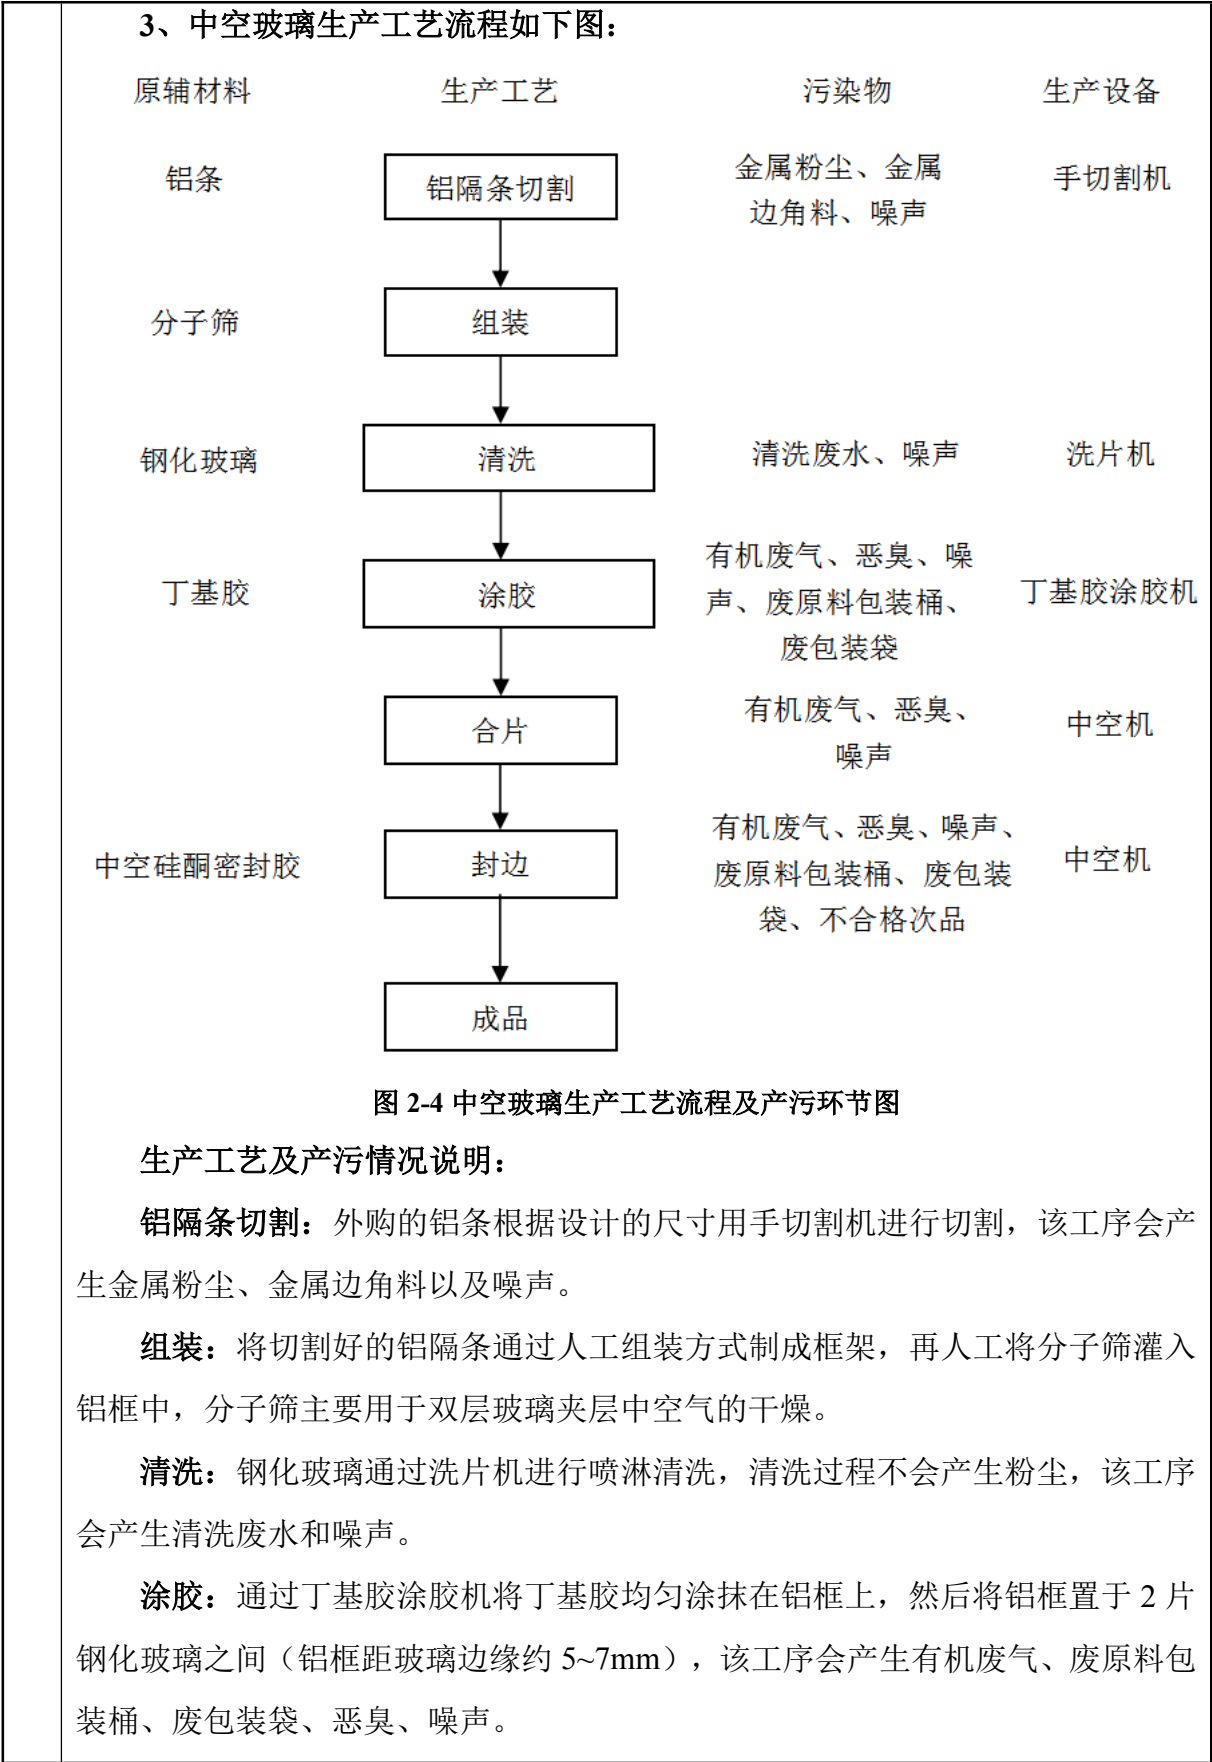 3、中空玻璃生产工艺流程如下图：
原辅材料 生产工艺 污染物 生产设备
铝条 铝隔条切割 金属粉尘、金属
边角料、噪声 手切割机
分子筛 组装
钢化玻璃 清洗 清洗废水、噪声 洗片机
丁基胶 涂胶 有机废气、恶臭、噪
声、废原料包装桶、
废包装袋 丁基胶涂胶机
合片 有机废气、恶臭、
噪声 中空机
中空硅酮密封胶 封边 有机废气、恶臭、噪声、
废原料包装桶、废包装
袋、不合格次品 中空机
成品
图 2-4 中空玻璃生产工艺流程及产污环节图
生产工艺及产污情况说明：
铝隔条切割：外购的铝条根据设计的尺寸用手切割机进行切割，该工序会产
生金属粉尘、金属边角料以及噪声。
组装：将切割好的铝隔条通过人工组装方式制成框架，再人工将分子筛灌入
铝框中，分子筛主要用于双层玻璃夹层中空气的干燥。
清洗：钢化玻璃通过洗片机进行喷淋清洗，清洗过程不会产生粉尘，该工序
会产生清洗废水和噪声。
涂胶：通过丁基胶涂胶机将丁基胶均匀涂抹在铝框上，然后将铝框置于 2 片
钢化玻璃之间（铝框距玻璃边缘约 5~7mm），该工序会产生有机废气、废原料包
装桶、废包装袋、恶臭、噪声。